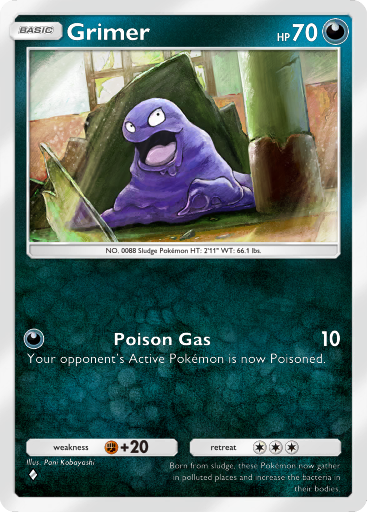 BASIC Grimer HP 70
NO. 0088 Sludge Pokémon HT: 2'11" WT: 66.1 lbs.
Poison Gas 10
Your opponent's Active Pokémon is now Poisoned.
weakness +20 retreat
Illus. Pani Kobayashi
Born from sludge, these Pokémon now gather
in polluted places and increase the bacteria in
their bodies.